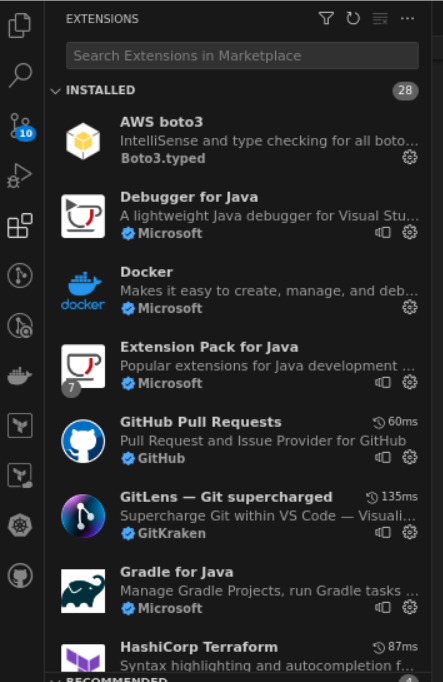 EXTENSIONS
Search Extensions in Marketplace
INSTALLED 28
AWS boto3
IntelliSense and type checking for all boto...
Boto3.typed
10
Debugger for Java
A lightweight Java debugger for Visual Stu...
Microsoft
Docker
Makes it easy to create, manage, and deb...
docker
Microsoft
Extension Pack for Java
Popular extensions for Java development ...
7
Microsoft
GitHub Pull Requests 60ms
Pull Request and Issue Provider for GitHub
GitHub
GitLens — Git supercharged 135ms
Supercharge Git within VS Code — Visuali...
GitKraken
Gradle for Java
Manage Gradle Projects, run Gradle tasks ...
Microsoft
HashiCorp Terraform 87ms
Syntax highlighting and autocompletion f...
RECOMMENDED 4